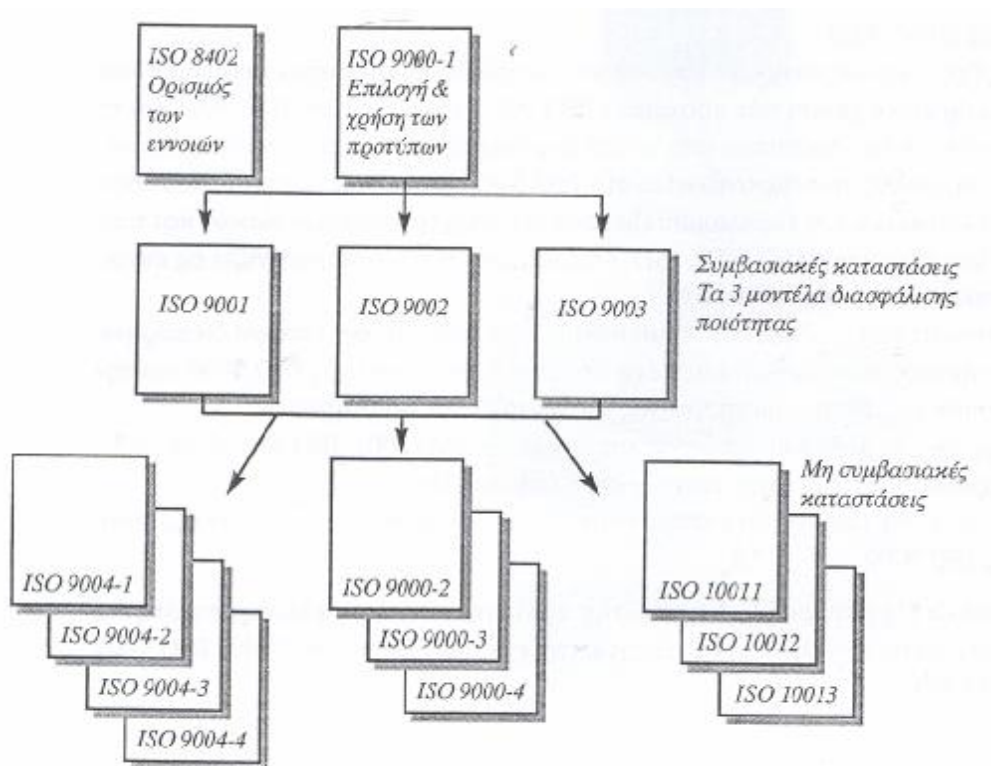 ISO 8402
Ορισμός
των
εννοιών
ISO 9000-1
Επιλογή &
χρήση των
προτύπων
ISO 9001
ISO 9002
ISO 9003
Συμβασιακές καταστάσεις
Τα 3 μοντέλα διασφάλισης
ποιότητας
Μη συμβασιακές
καταστάσεις
ISO 9004-1
ISO 9004-2
ISO 9004-3
ISO 9004-4
ISO 9000-2
ISO 9000-3
ISO 9000-4
ISO 10011
ISO 10012
ISO 10013